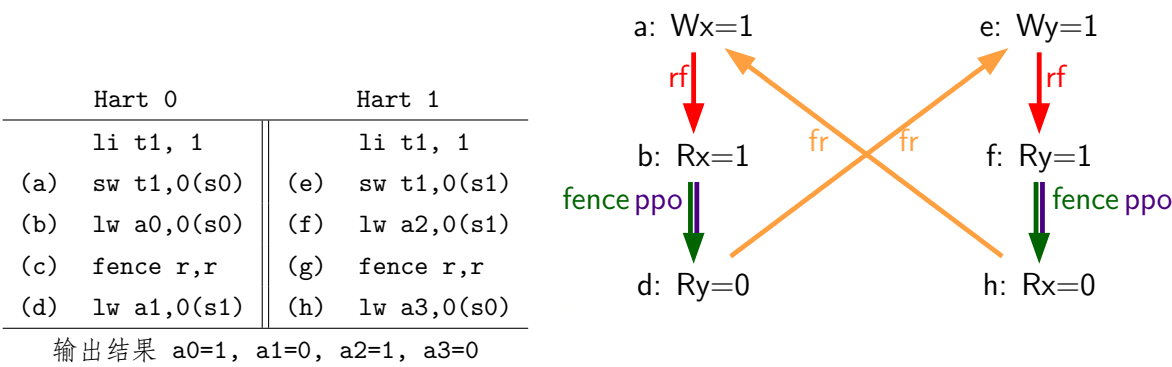 Hart 0 Hart 1
li t1, 1 li t1, 1
(a) sw t1,0(s0) (e) sw t1,0(s1)
(b) lw a0,0(s0) (f) lw a2,0(s1)
(c) fence r,r (g) fence r,r
(d) lw a1,0(s1) (h) lw a3,0(s0)
输出结果 a0=1, a1=0, a2=1, a3=0
a: Wx=1 e: Wy=1
rf rf
fr fr
b: Rx=1 f: Ry=1
fence ppo fence ppo
d: Ry=0 h: Rx=0